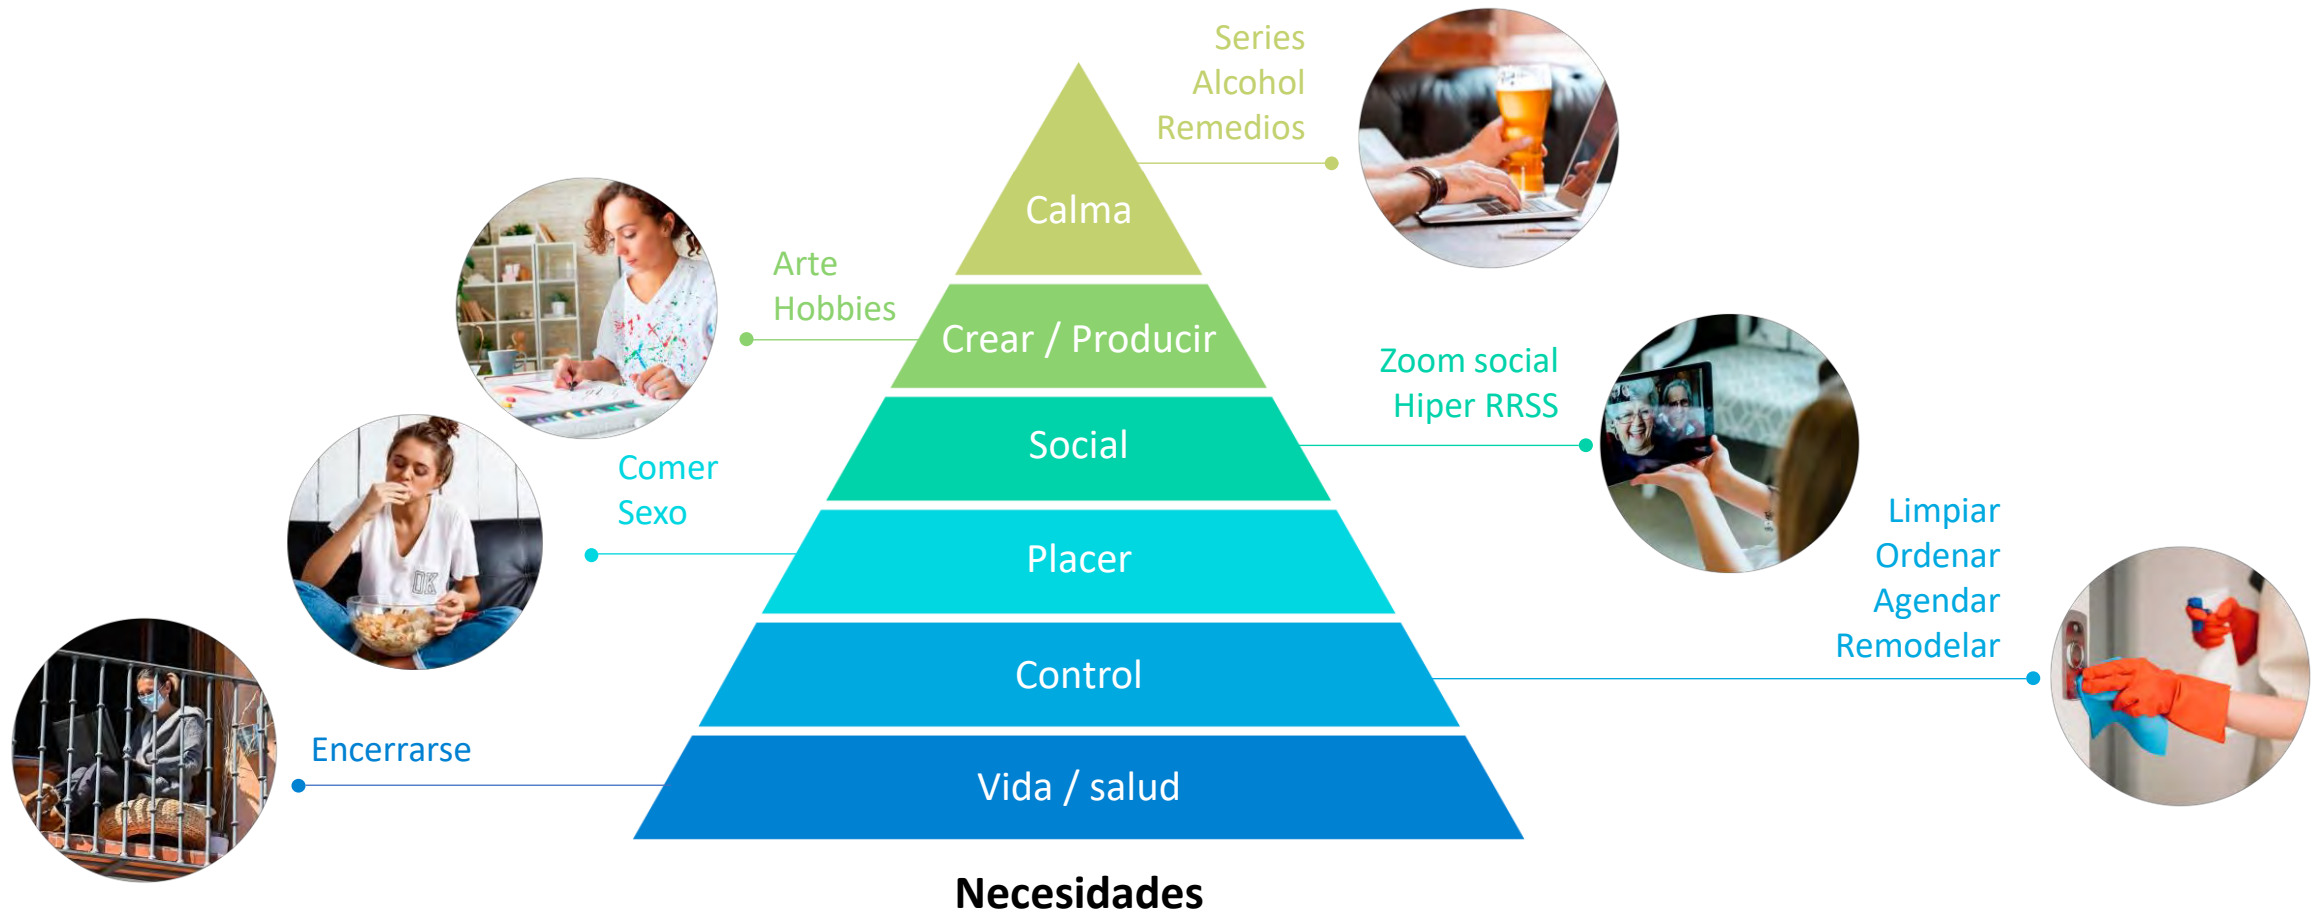 Series
Alcohol
Remedios
Calma
Arte
Hobbies
Crear / Producir
Zoom social
Hiper RRSS
Social
Comer
Sexo
Placer
Limpiar
Ordenar
Agendar
Remodelar
Control
Encerrarse
Vida / salud
Necesidades
OK